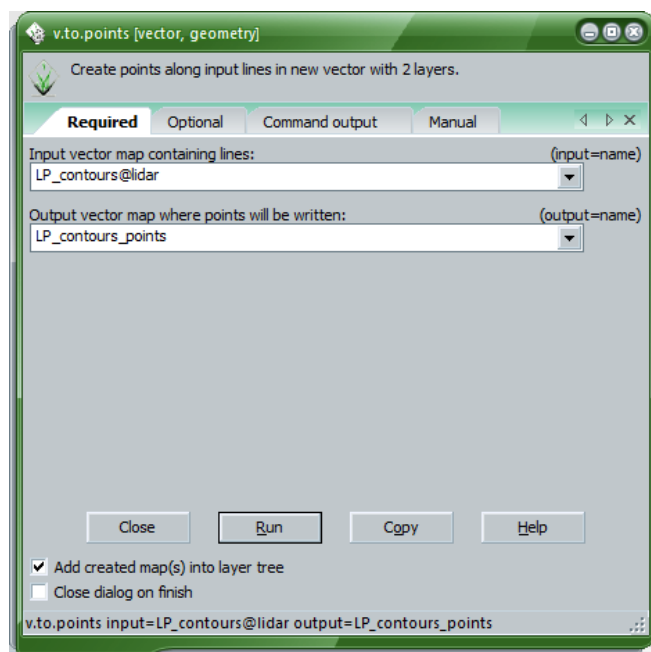 v.to.points [vector, geometry]
Create points along input lines in new vector with 2 layers.
Required Optional Command output Manual
Input vector map containing lines: (input=name)
LP_contours@lidar
Output vector map where points will be written: (output=name)
LP_contours_points
Close Run Copy Help
Add created map(s) into layer tree
Close dialog on finish
v.to.points input=LP_contours@lidar output=LP_contours_points